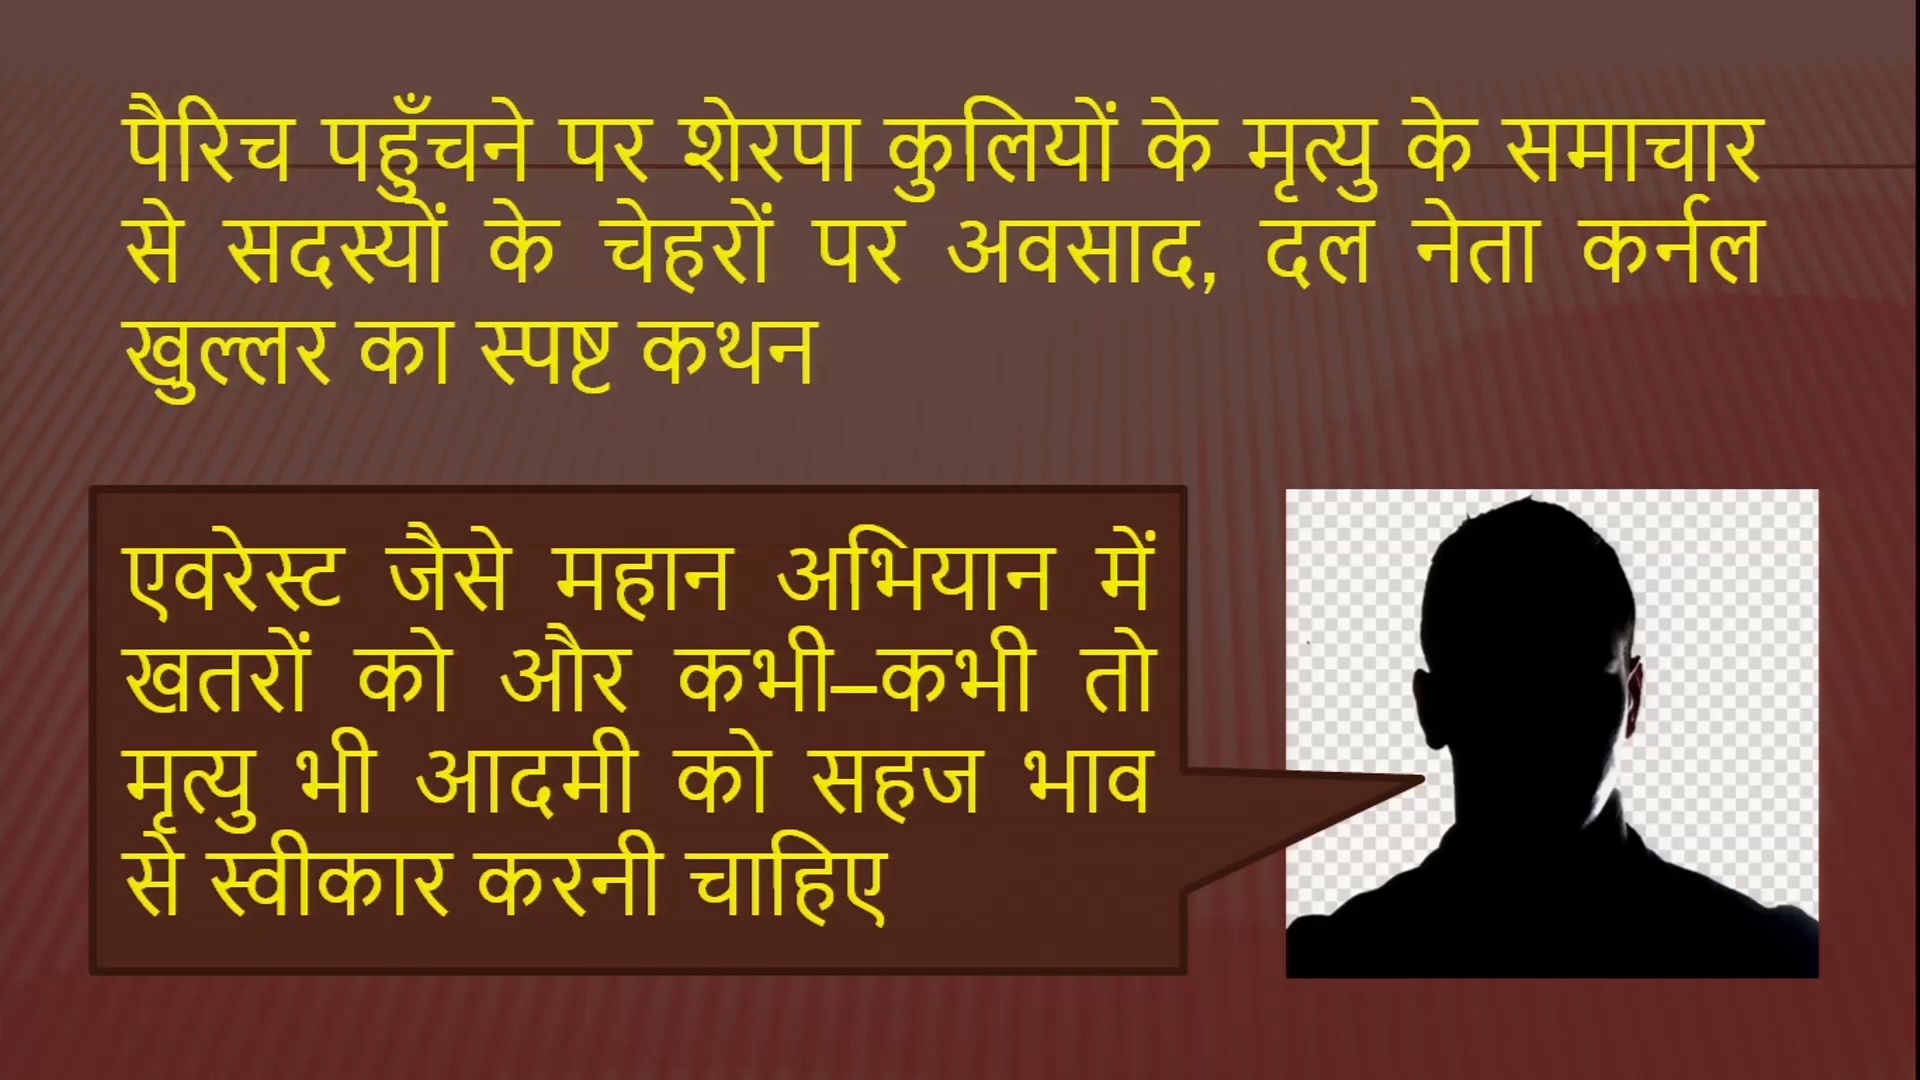 पैरिच पहुँचने पर शेरपा कुलियों के मृत्यु के समाचार
से सदस्यों के चेहरों पर अवसाद, दल नेता कर्नल
खुल्लर का स्पष्ट कथन
एवरेस्ट जैसे महान अभियान में
खतरों को और कभी–कभी तो
मृत्यु भी आदमी को सहज भाव
से स्वीकार करनी चाहिए